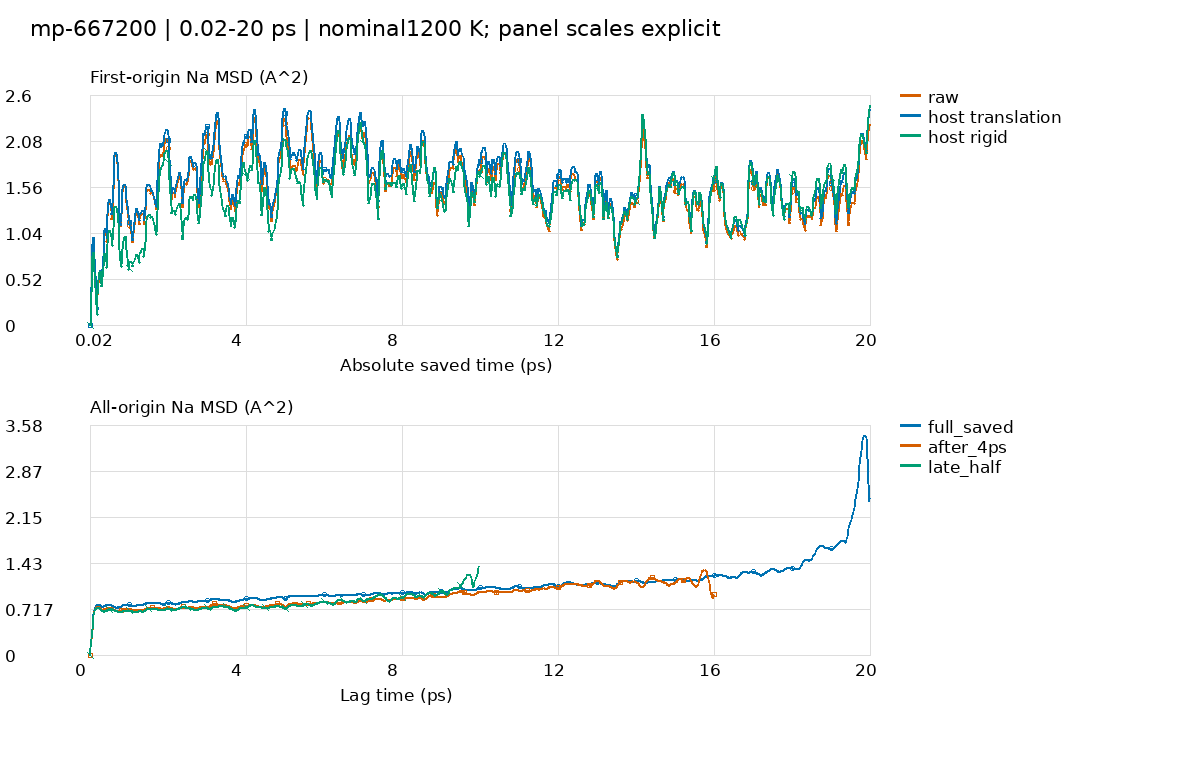 mp-667200 | 0.02-20 ps | nominal1200 K; panel scales explicit
First-origin Na MSD (A^2)
2.6
2.08
1.56
1.04
0.52
0
0.02 4 8 12 16 20
Absolute saved time (ps)
raw
host translation
host rigid
All-origin Na MSD (A^2)
3.58
2.87
2.15
1.43
0.717
0
0 4 8 12 16 20
Lag time (ps)
full_saved
after_4ps
late_half